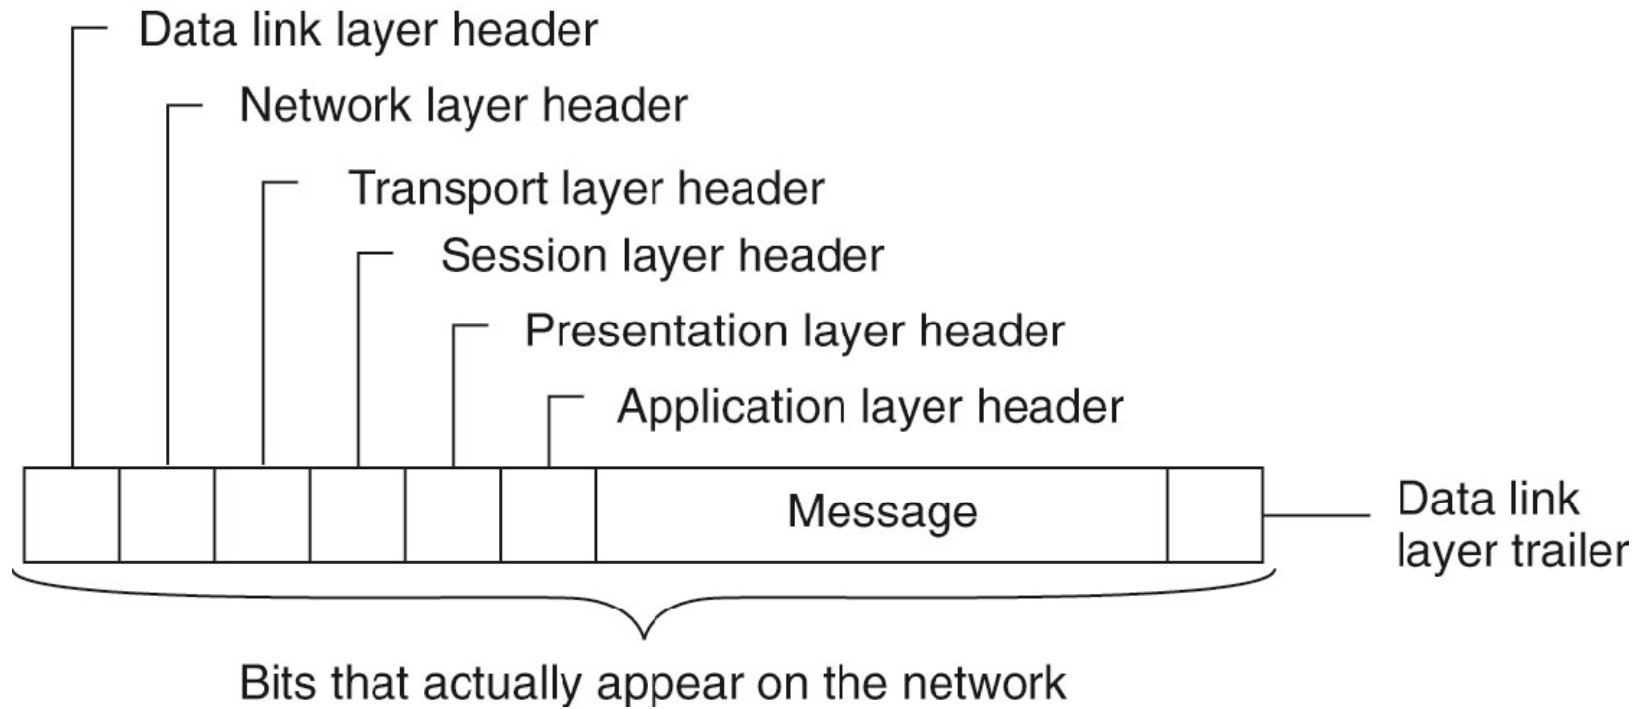 Data link layer header
Network layer header
Transport layer header
Session layer header
Presentation layer header
Application layer header
Message
Data link
layer trailer
Bits that actually appear on the network